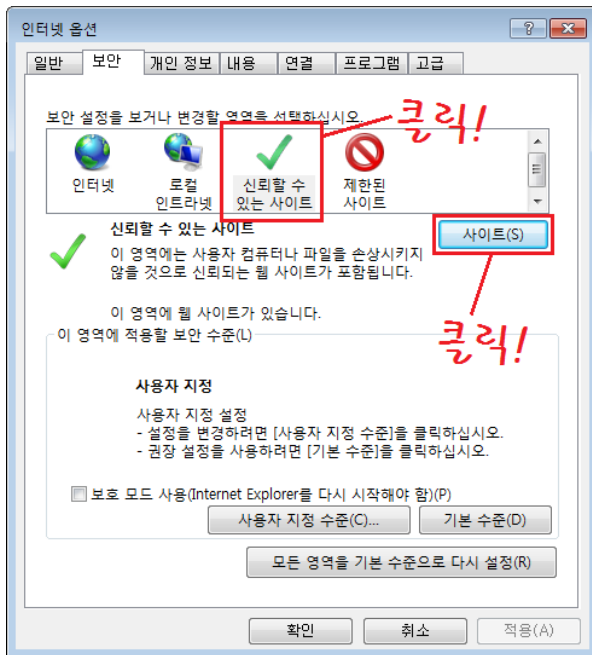 인터넷 옵션
일반 보안 개인 정보 내용 연결 프로그램 고급
보안 설정을 보거나 변경할 영역을 선택하십시오.
클릭!
인터넷
로컬
인트라넷
신뢰할 수
있는 사이트
제한된
사이트
신뢰할 수 있는 사이트
사이트(S)
이 영역에는 사용자 컴퓨터나 파일을 손상시키지
않을 것으로 신뢰되는 웹 사이트가 포함됩니다.
이 영역에 웹 사이트가 있습니다.
클릭!
이 영역에 적용할 보안 수준(L)
사용자 지정
사용자 지정 설정
- 설정을 변경하려면 [사용자 지정 수준]을 클릭하십시오.
- 권장 설정을 사용하려면 [기본 수준]을 클릭하십시오.
보호 모드 사용(Internet Explorer를 다시 시작해야 함)(P)
사용자 지정 수준(C)... 기본 수준(D)
모든 영역을 기본 수준으로 다시 설정(R)
확인 취소 적용(A)